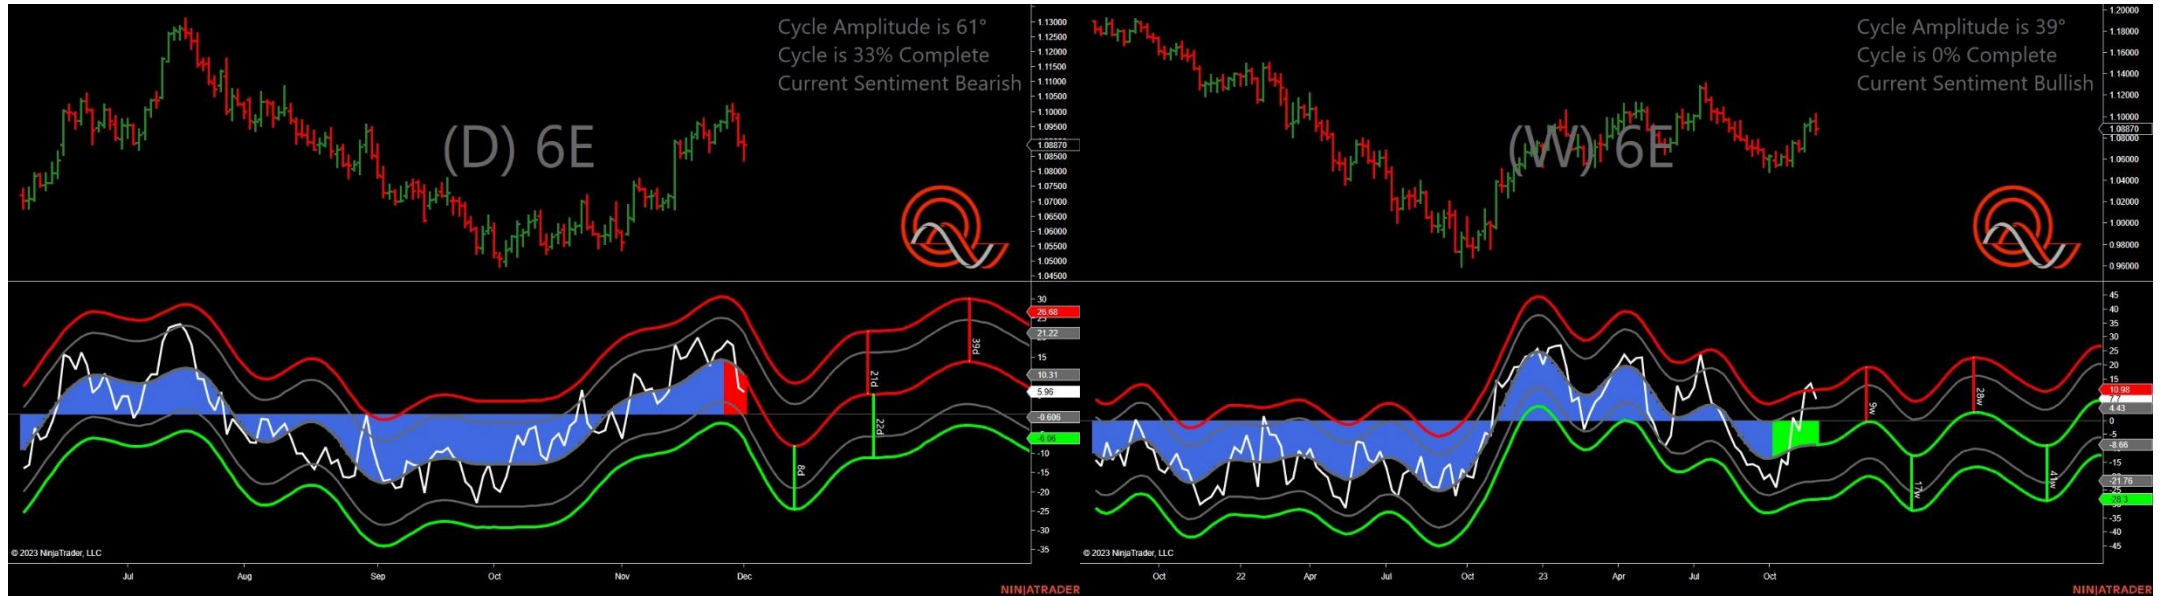 Cycle Amplitude is 61°
Cycle is 33% Complete
Current Sentiment Bearish
(D) 6E
1.13000
1.12500
1.12000
1.11500
1.11000
1.10500
1.10000
1.09500
1.08870
1.08500
1.08000
1.07500
1.07000
1.06500
1.06000
1.05500
1.05000
1.04500
30
26.68
25
21.22
15
10.31
5.96
-0.606
-6.06
-10
-15
-20
-25
-30
-35
21d
39d
22d
8d
© 2023 NinjaTrader, LLC
Jul
Aug
Sep
Oct
Nov
Dec
NINJATRADER
Cycle Amplitude is 39°
Cycle is 0% Complete
Current Sentiment Bullish
(W) 6E
1.20000
1.18000
1.16000
1.14000
1.12000
1.10000
1.08870
1.08000
1.06000
1.04000
1.02000
1.00000
0.98000
0.96000
45
40
35
30
25
20
15
10.98
7.7
4.43
0
-5
-8.66
-15
-21.76
-25
-28.3
-35
-40
-45
9w
28w
17w
41w
© 2023 NinjaTrader, LLC
Oct
22
Apr
Jul
Oct
23
Apr
Jul
Oct
NINJATRADER